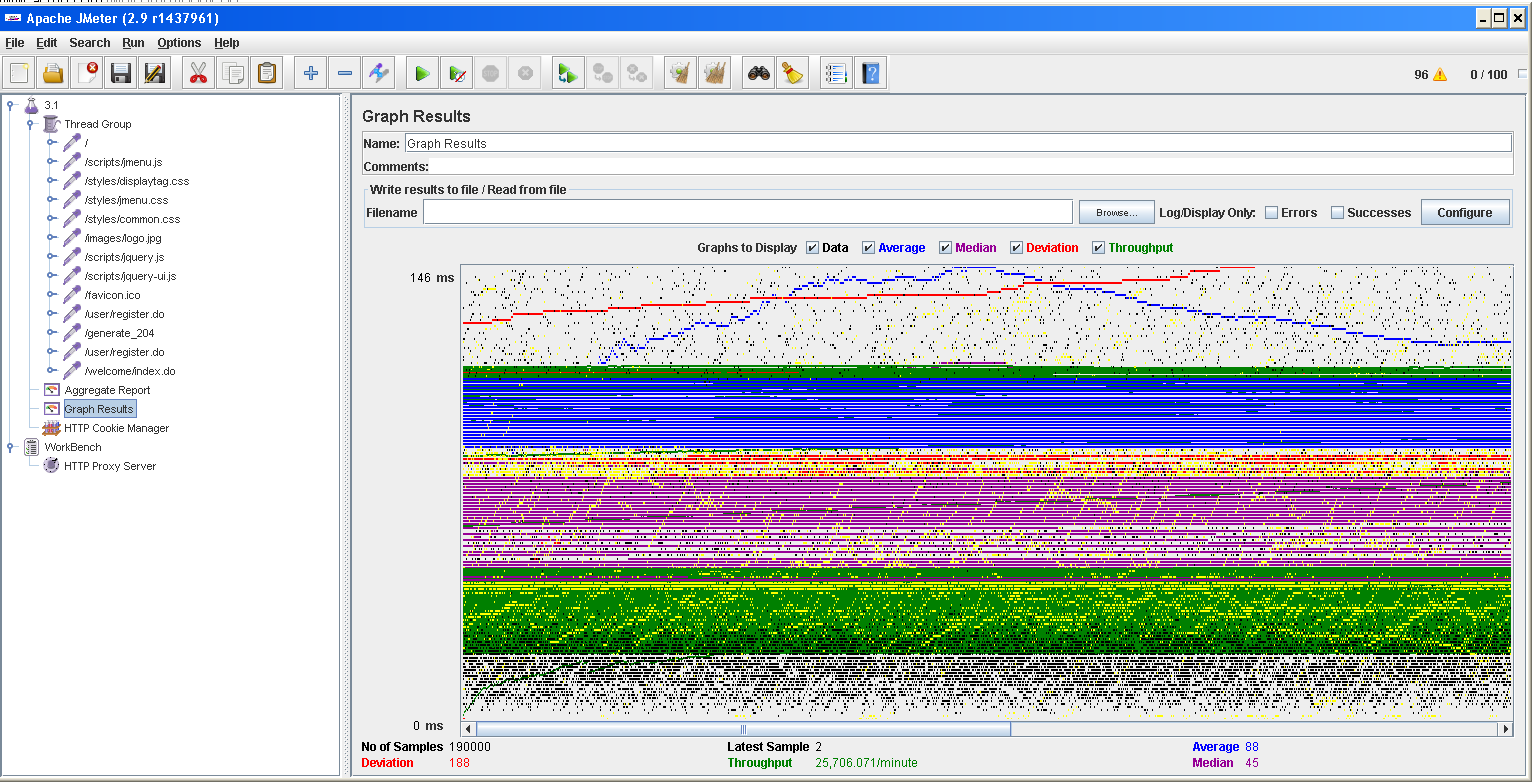 Apache JMeter (2.9 r1437961)
File Edit Search Run Options Help
96 0 / 100
3.1
Thread Group
/
/scripts/jmenu.js
/styles/displaytag.css
/styles/jmenu.css
/styles/common.css
/images/logo.jpg
/scripts/jquery.js
/scripts/jquery-ui.js
/favicon.ico
/user/register.do
/generate_204
/user/register.do
/welcome/index.do
Aggregate Report
Graph Results
HTTP Cookie Manager
WorkBench
HTTP Proxy Server
Graph Results
Name: Graph Results
Comments:
Write results to file / Read from file
Filename Browse... Log/Display Only: Errors Successes Configure
Graphs to Display Data Average Median Deviation Throughput
146 ms
0 ms
No of Samples 190000 Latest Sample 2 Average 88
Deviation 188 Throughput 25,706.071/minute Median 45